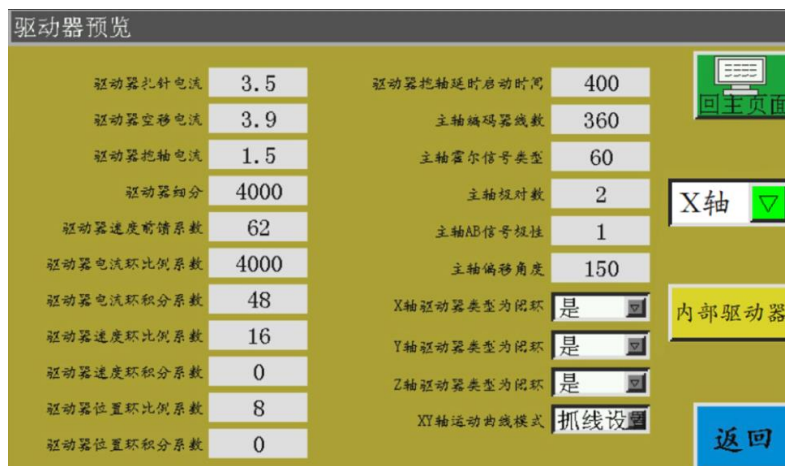 驱动器预览
驱动器扎针电流 3.5
驱动器空移电流 3.9
驱动器抱轴电流 1.5
驱动器细分 4000
驱动器速度前馈系数 62
驱动器电流环比例系数 4000
驱动器电流环积分系数 48
驱动器速度环比例系数 16
驱动器速度环积分系数 0
驱动器位置环比例系数 8
驱动器位置环积分系数 0
驱动器抱轴延时启动时间 400
主轴编码器线数 360
主轴霍尔信号类型 60
主轴极对数 2
主轴AB信号极性 1
主轴偏移角度 150
X轴驱动器类型为闭环 是
Y轴驱动器类型为闭环 是
Z轴驱动器类型为闭环 是
XY轴运动曲线模式 抓线设置
回主页面
X轴
内部驱动器
返回